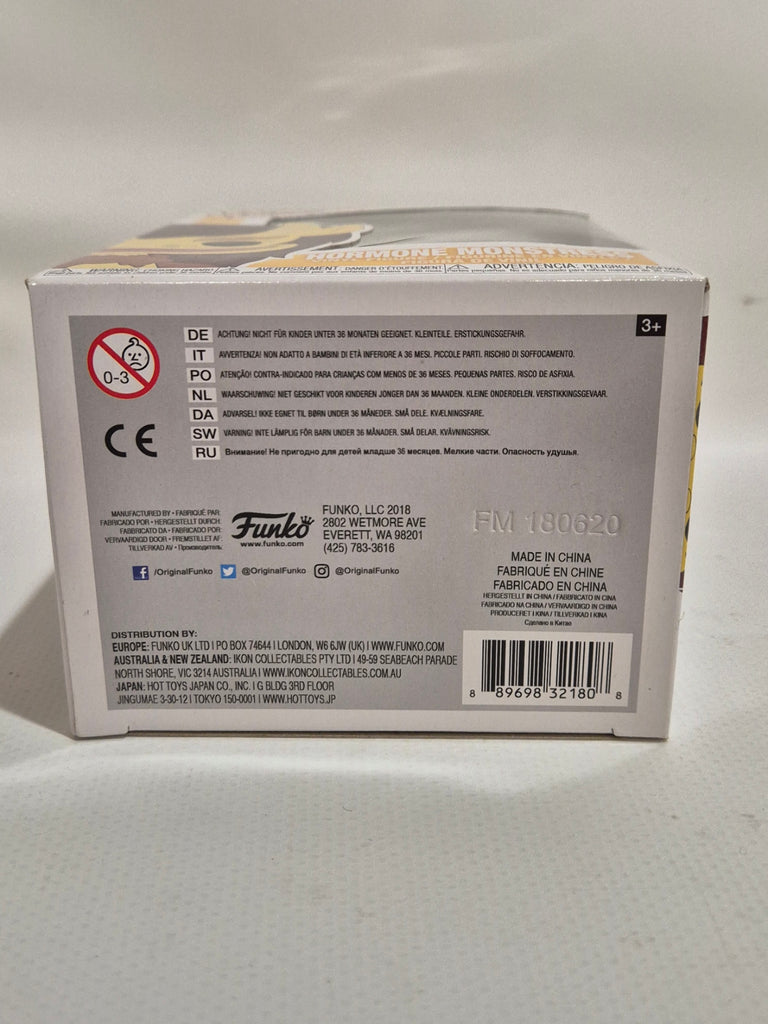 HORMONE MONST
AVERTISSEMENT: DANGER D'ÉTOUFFEMENT
ADVERTENCIA: PELIGRO DE
3+
0-3
CE
DE ACHTUNG! NICHT FÜR KINDER UNTER 36 MONATEN GEEIGNET. KLEINTEILE. ERSTICKUNGSGEFAHR.
IT AVVERTENZA! NON ADATTO A BAMBINI DI ETÀ INFERIORE A 36 MESI. PICCOLE PARTI. RISCHIO DI SOFFOCAMENTO.
PO ATENÇÃO! CONTRA-INDICADO PARA CRIANÇAS COM MENOS DE 36 MESES. PEQUENAS PARTES. RISCO DE ASFIXIA.
NL WAARSCHUWING! NIET GESCHIKT VOOR KINDEREN JONGER DAN 36 MAANDEN. KLEINE ONDERDELEN. VERSTIKKINGSGEVAAR.
DA ADVARSEL! IKKE EGNET TIL BØRN UNDER 36 MÅNEDER. SMÅ DELE. KVÆLNINGSFARE.
SW VARNING! INTE LÄMPLIG FÖR BARN UNDER 36 MÅNADER. SMÅ DELAR. KVÄVNINGSRISK.
RU Внимание! Не пригодно для детей младше 36 месяцев. Мелкие части. Опасность удушья.
MANUFACTURED BY • FABRIQUÉ PAR:
FABRICADO POR • HERGESTELLT DURCH:
FABBRICATO DA • FABRICADO POR:
VERVAARDIGD DOOR • FREMSTILLET AF:
TILLVERKAD AV • Производитель:
Funko
www.funko.com
FUNKO, LLC 2018
2802 WETMORE AVE
EVERETT, WA 98201
(425) 783-3616
/OriginalFunko @OriginalFunko @OriginalFunko
FM 180620
MADE IN CHINA
FABRIQUÉ EN CHINE
FABRICADO EN CHINA
HERGESTELLT IN CHINA / FABBRICATO IN CINA
FABRICADO NA CHINA / VERVAARDIGD IN CHINA
PRODUCERET I KINA / TILLVERKAD I KINA
Сделано в Китае
DISTRIBUTION BY:
EUROPE: FUNKO UK LTD | PO BOX 74644 | LONDON, W6 6JW (UK) | WWW.FUNKO.COM
AUSTRALIA & NEW ZEALAND: IKON COLLECTABLES PTY LTD | 49-59 SEABEACH PARADE
NORTH SHORE, VIC 3214 AUSTRALIA | WWW.IKONCOLLECTABLES.COM.AU
JAPAN: HOT TOYS JAPAN CO., INC. | G BLDG 3RD FLOOR
JINGUMAE 3-30-12 | TOKYO 150-0001 | WWW.HOTTOYS.JP
8 89698 32180 8